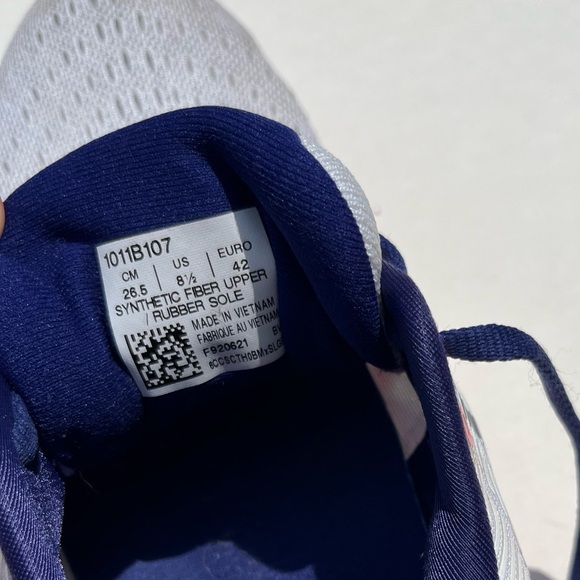 1011B107
CM US EURO
26.5 8½ 42
SYNTHETIC FIBER UPPER
/ RUBBER SOLE
MADE IN VIETNAM
FABRIQUE AU VIETNAM
F920621